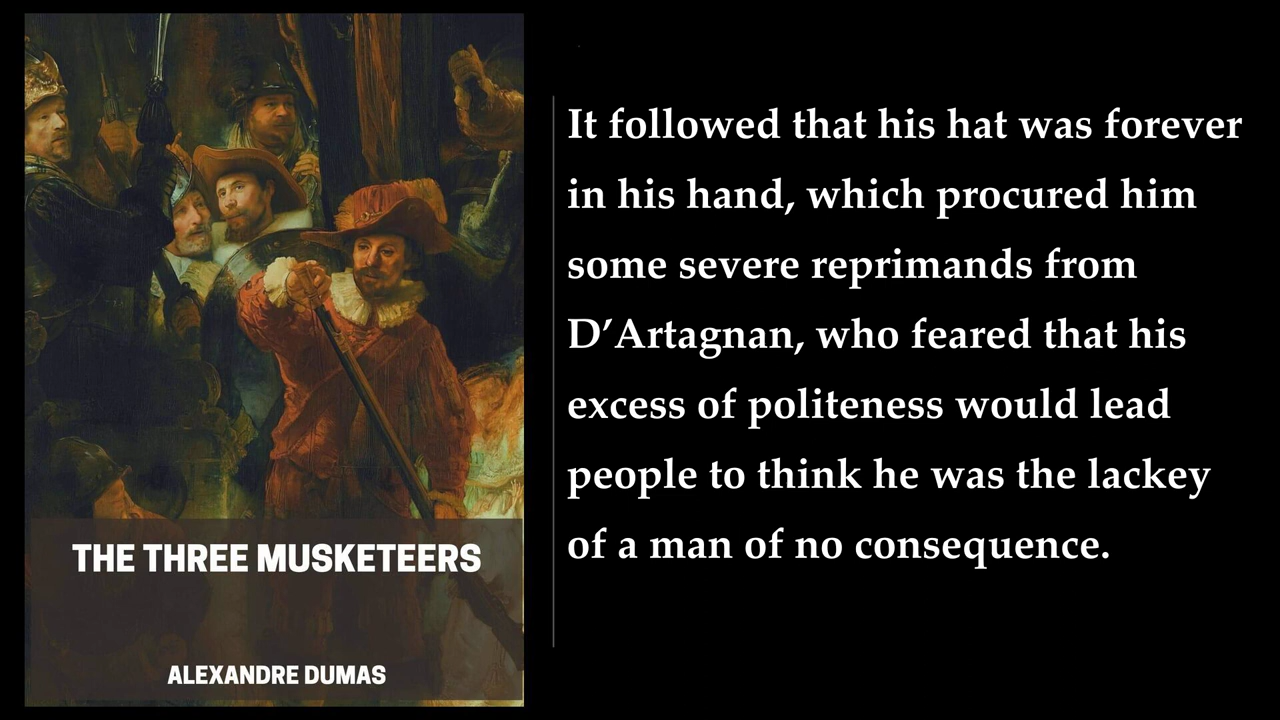 THE THREE MUSKETEERS
ALEXANDRE DUMAS
It followed that his hat was forever
in his hand, which procured him
some severe reprimands from
D’Artagnan, who feared that his
excess of politeness would lead
people to think he was the lackey
of a man of no consequence.